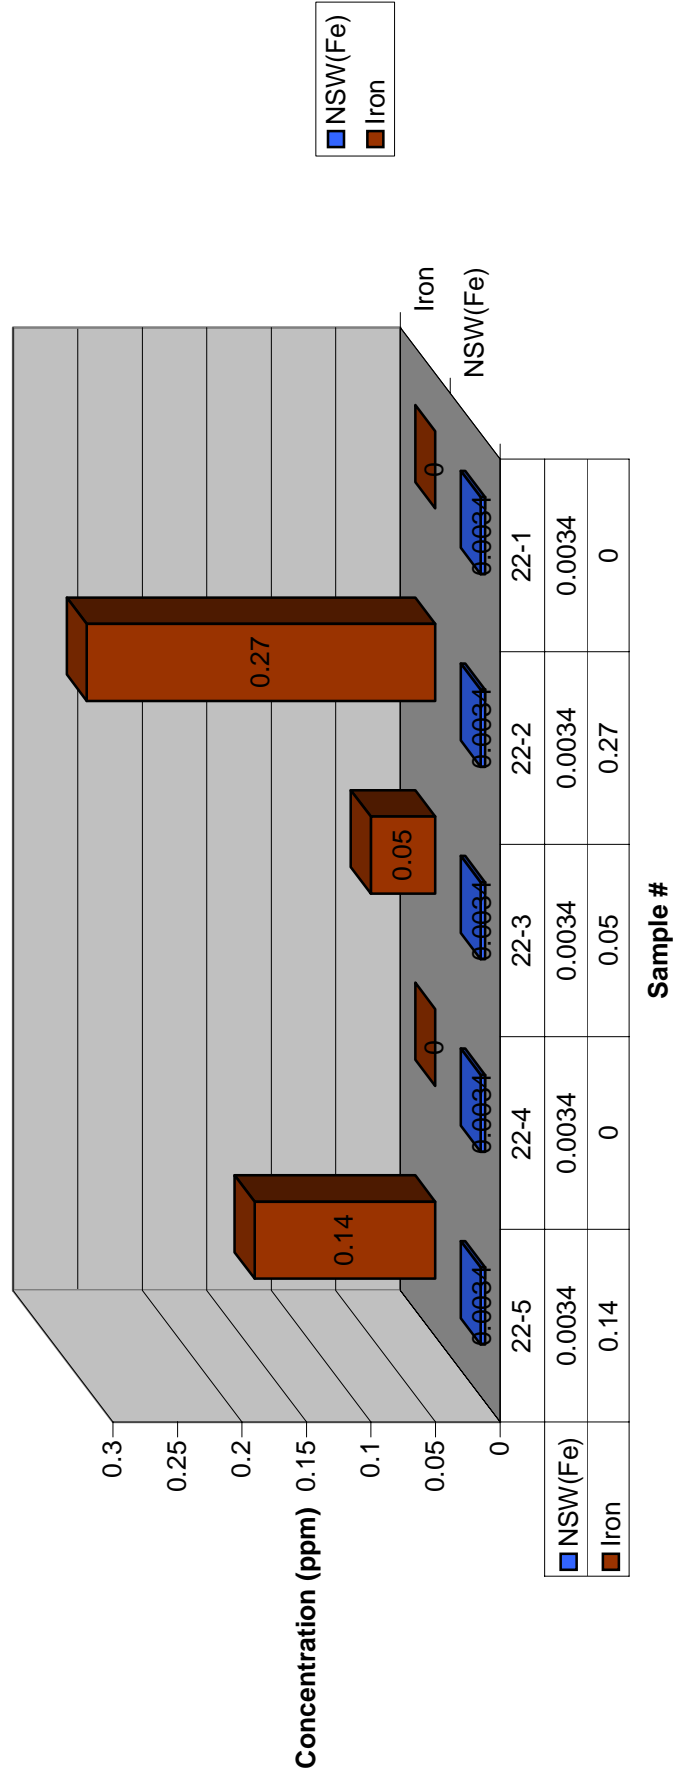 Concentration (ppm)
0.3
0.25
0.2
0.15
0.1
0.05
0
0.14
0
0.05
0.27
0
0.0034
0.0034
0.0034
0.0034
0.0034
Iron
NSW(Fe)
22-5 22-4 22-3 22-2 22-1
NSW(Fe) 0.0034 0.0034 0.0034 0.0034 0.0034
Iron 0.14 0 0.05 0.27 0
Sample #
NSW(Fe)
Iron